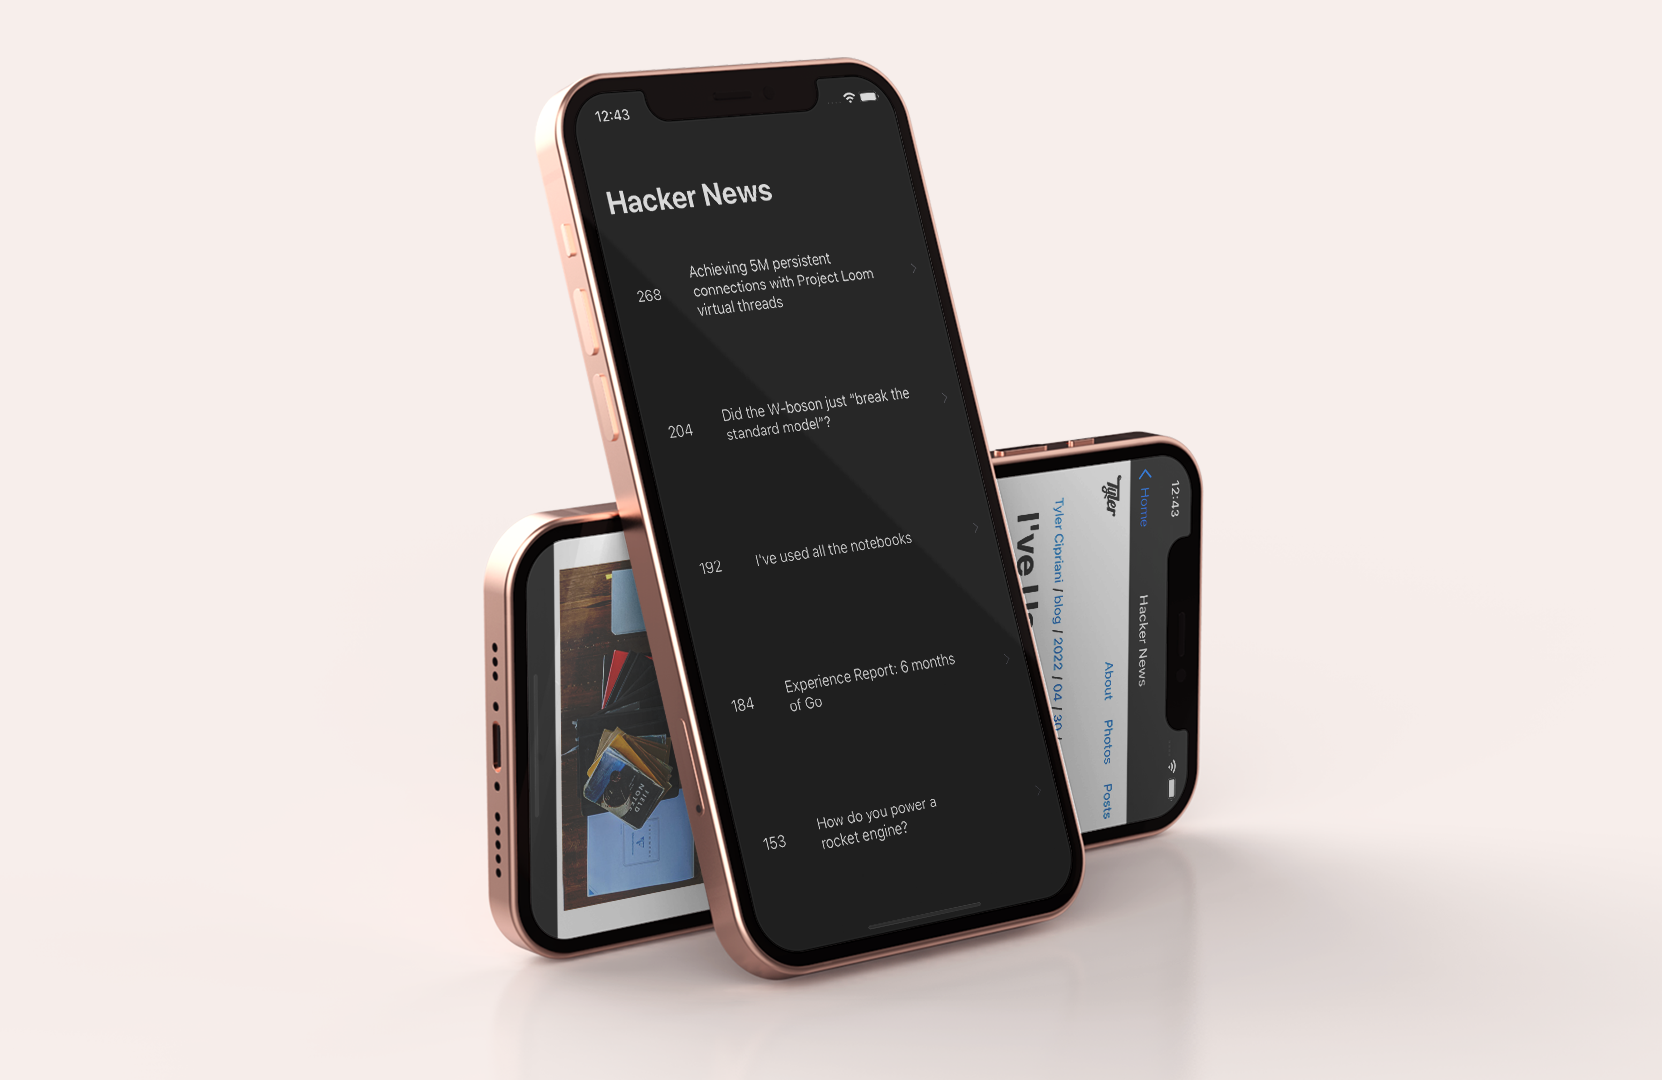 12:43
Hacker News
268
Achieving 5M persistent
connections with Project Loom
virtual threads
204
Did the W-boson just "break the
standard model"?
192
I've used all the notebooks
184
Experience Report: 6 months
of Go
153
How do you power a
rocket engine?
12:43
Home
Hacker News
Tyler
About Photos Posts
Tyler Cipriani / blog / 2022 / 04 / 30 /
I've
FIELD
NOTES